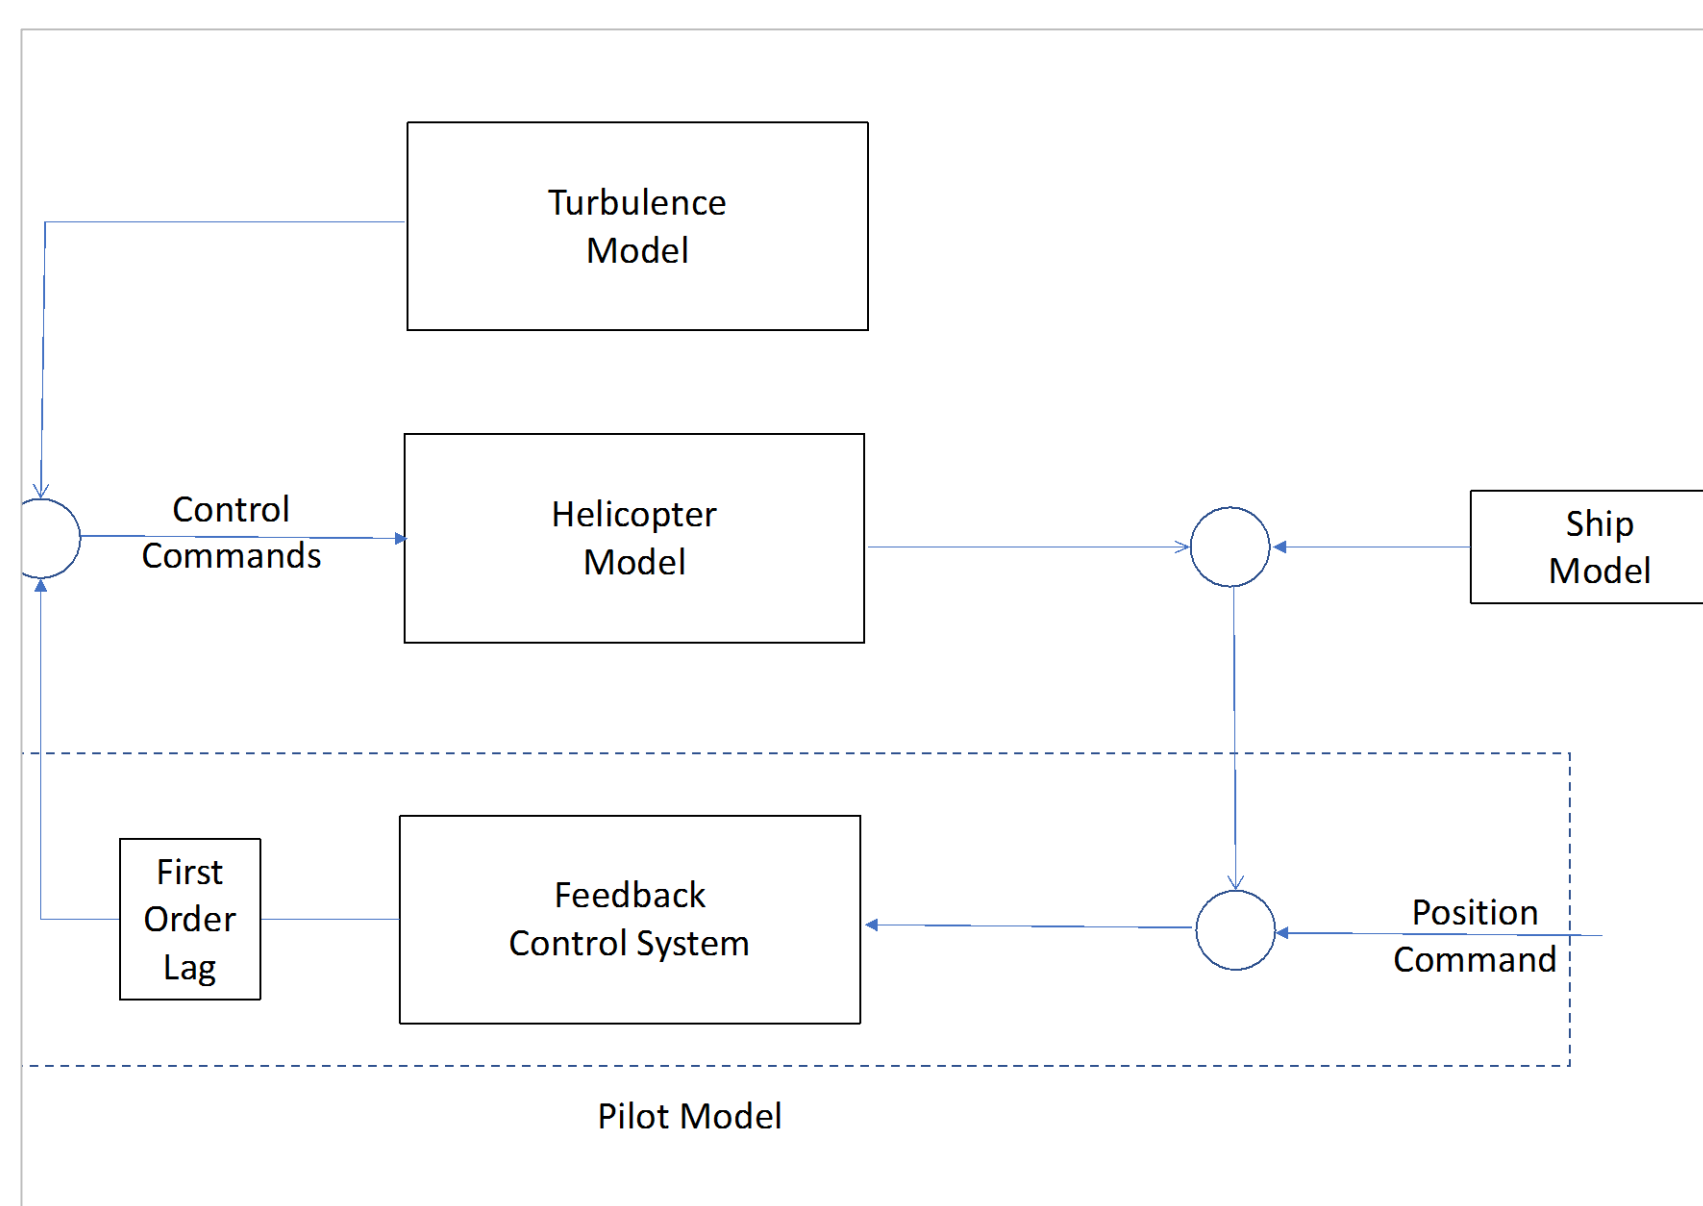 Turbulence
Model
Control
Commands
Helicopter
Model
Ship
Model
First
Order
Lag
Feedback
Control System
Position
Command
Pilot Model